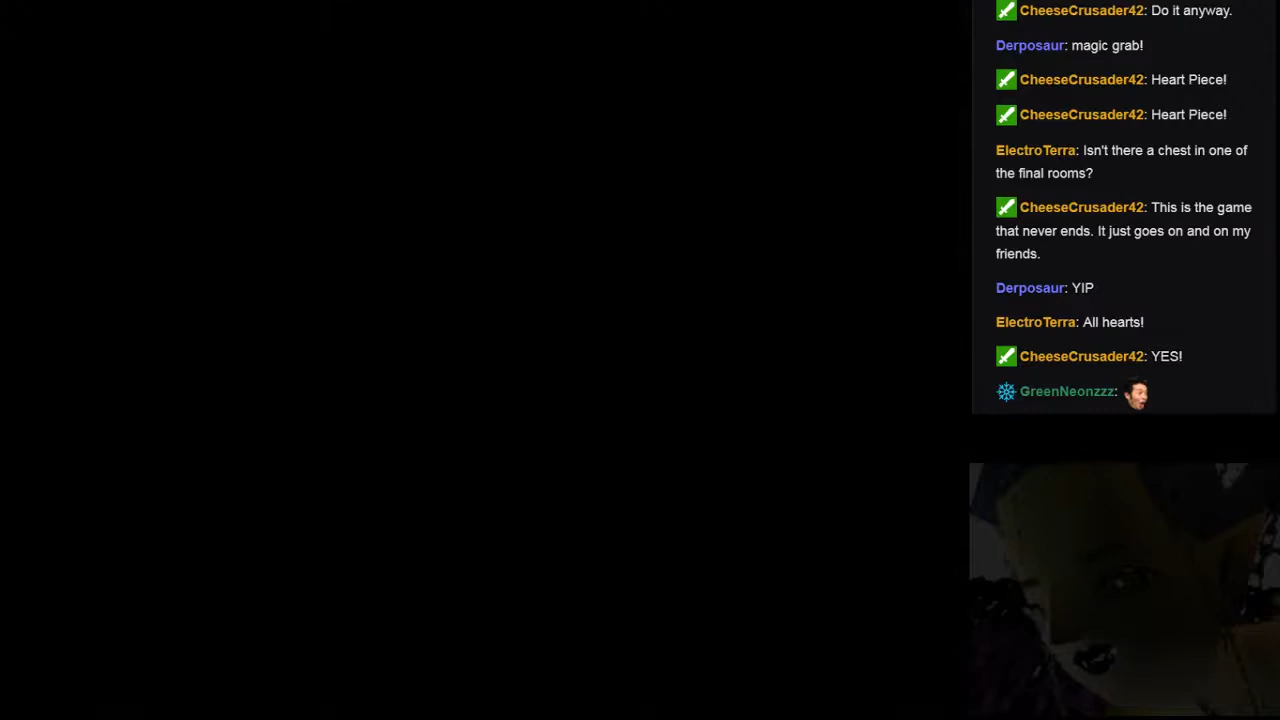 CheeseCrusader42: Do it anyway.
Derposaur: magic grab!
CheeseCrusader42: Heart Piece!
CheeseCrusader42: Heart Piece!
ElectroTerra: Isn't there a chest in one of
the final rooms?
CheeseCrusader42: This is the game
that never ends. It just goes on and on my
friends.
Derposaur: YIP
ElectroTerra: All hearts!
CheeseCrusader42: YES!
GreenNeonzzz: